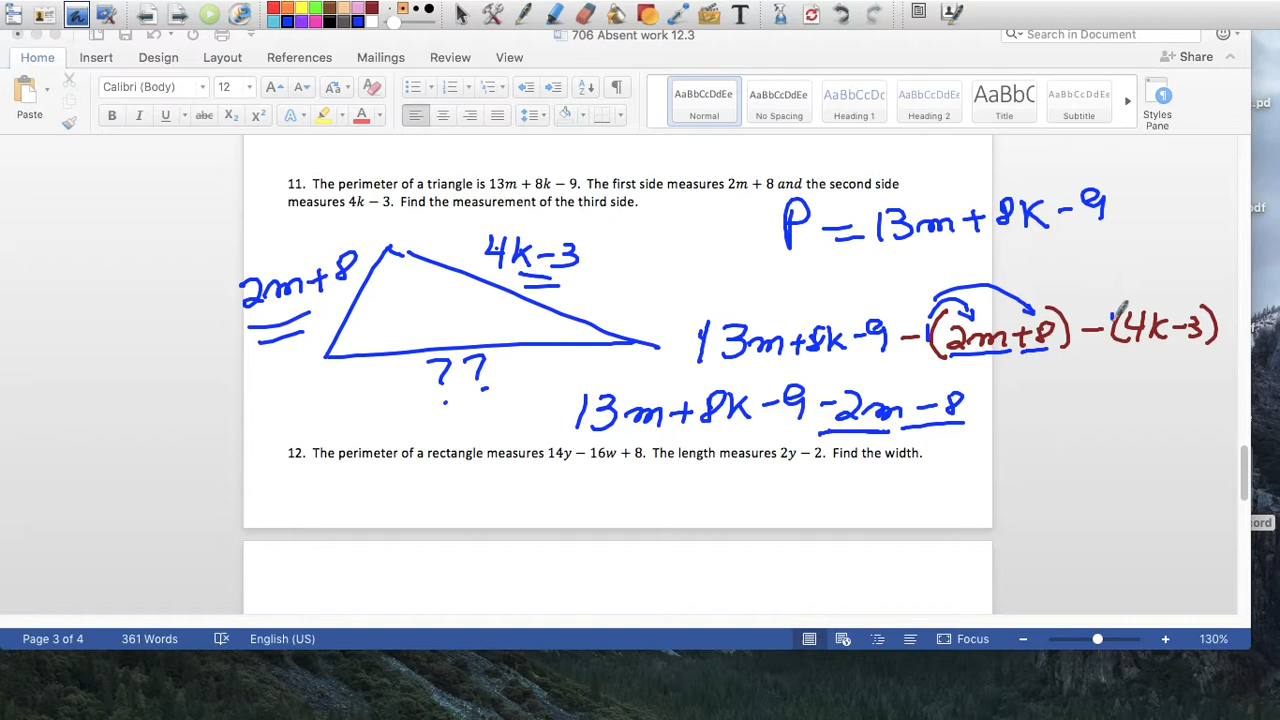 706 Absent work 12.3
Search in Document
Home Insert Design Layout References Mailings Review View
Share
Paste
Calibri (Body) 12
B I U abc X₂ X²
AaBbCcDdEe AaBbCcDdEe AaBbCcDc AaBbCcDdEe AaBbC AaBbCcDdEe
Normal No Spacing Heading 1 Heading 2 Title Subtitle
Styles Pane
11. The perimeter of a triangle is 13m + 8k − 9. The first side measures 2m + 8 and the second side
measures 4k − 3. Find the measurement of the third side.
P = 13m+8k-9
4k-3
2m+8
13m+8k-9 -1(2m+8) -1(4k-3)
??
13m+8k-9-2m-8
12. The perimeter of a rectangle measures 14y − 16w + 8. The length measures 2y − 2. Find the width.
Page 3 of 4 361 Words English (US) Focus 130%